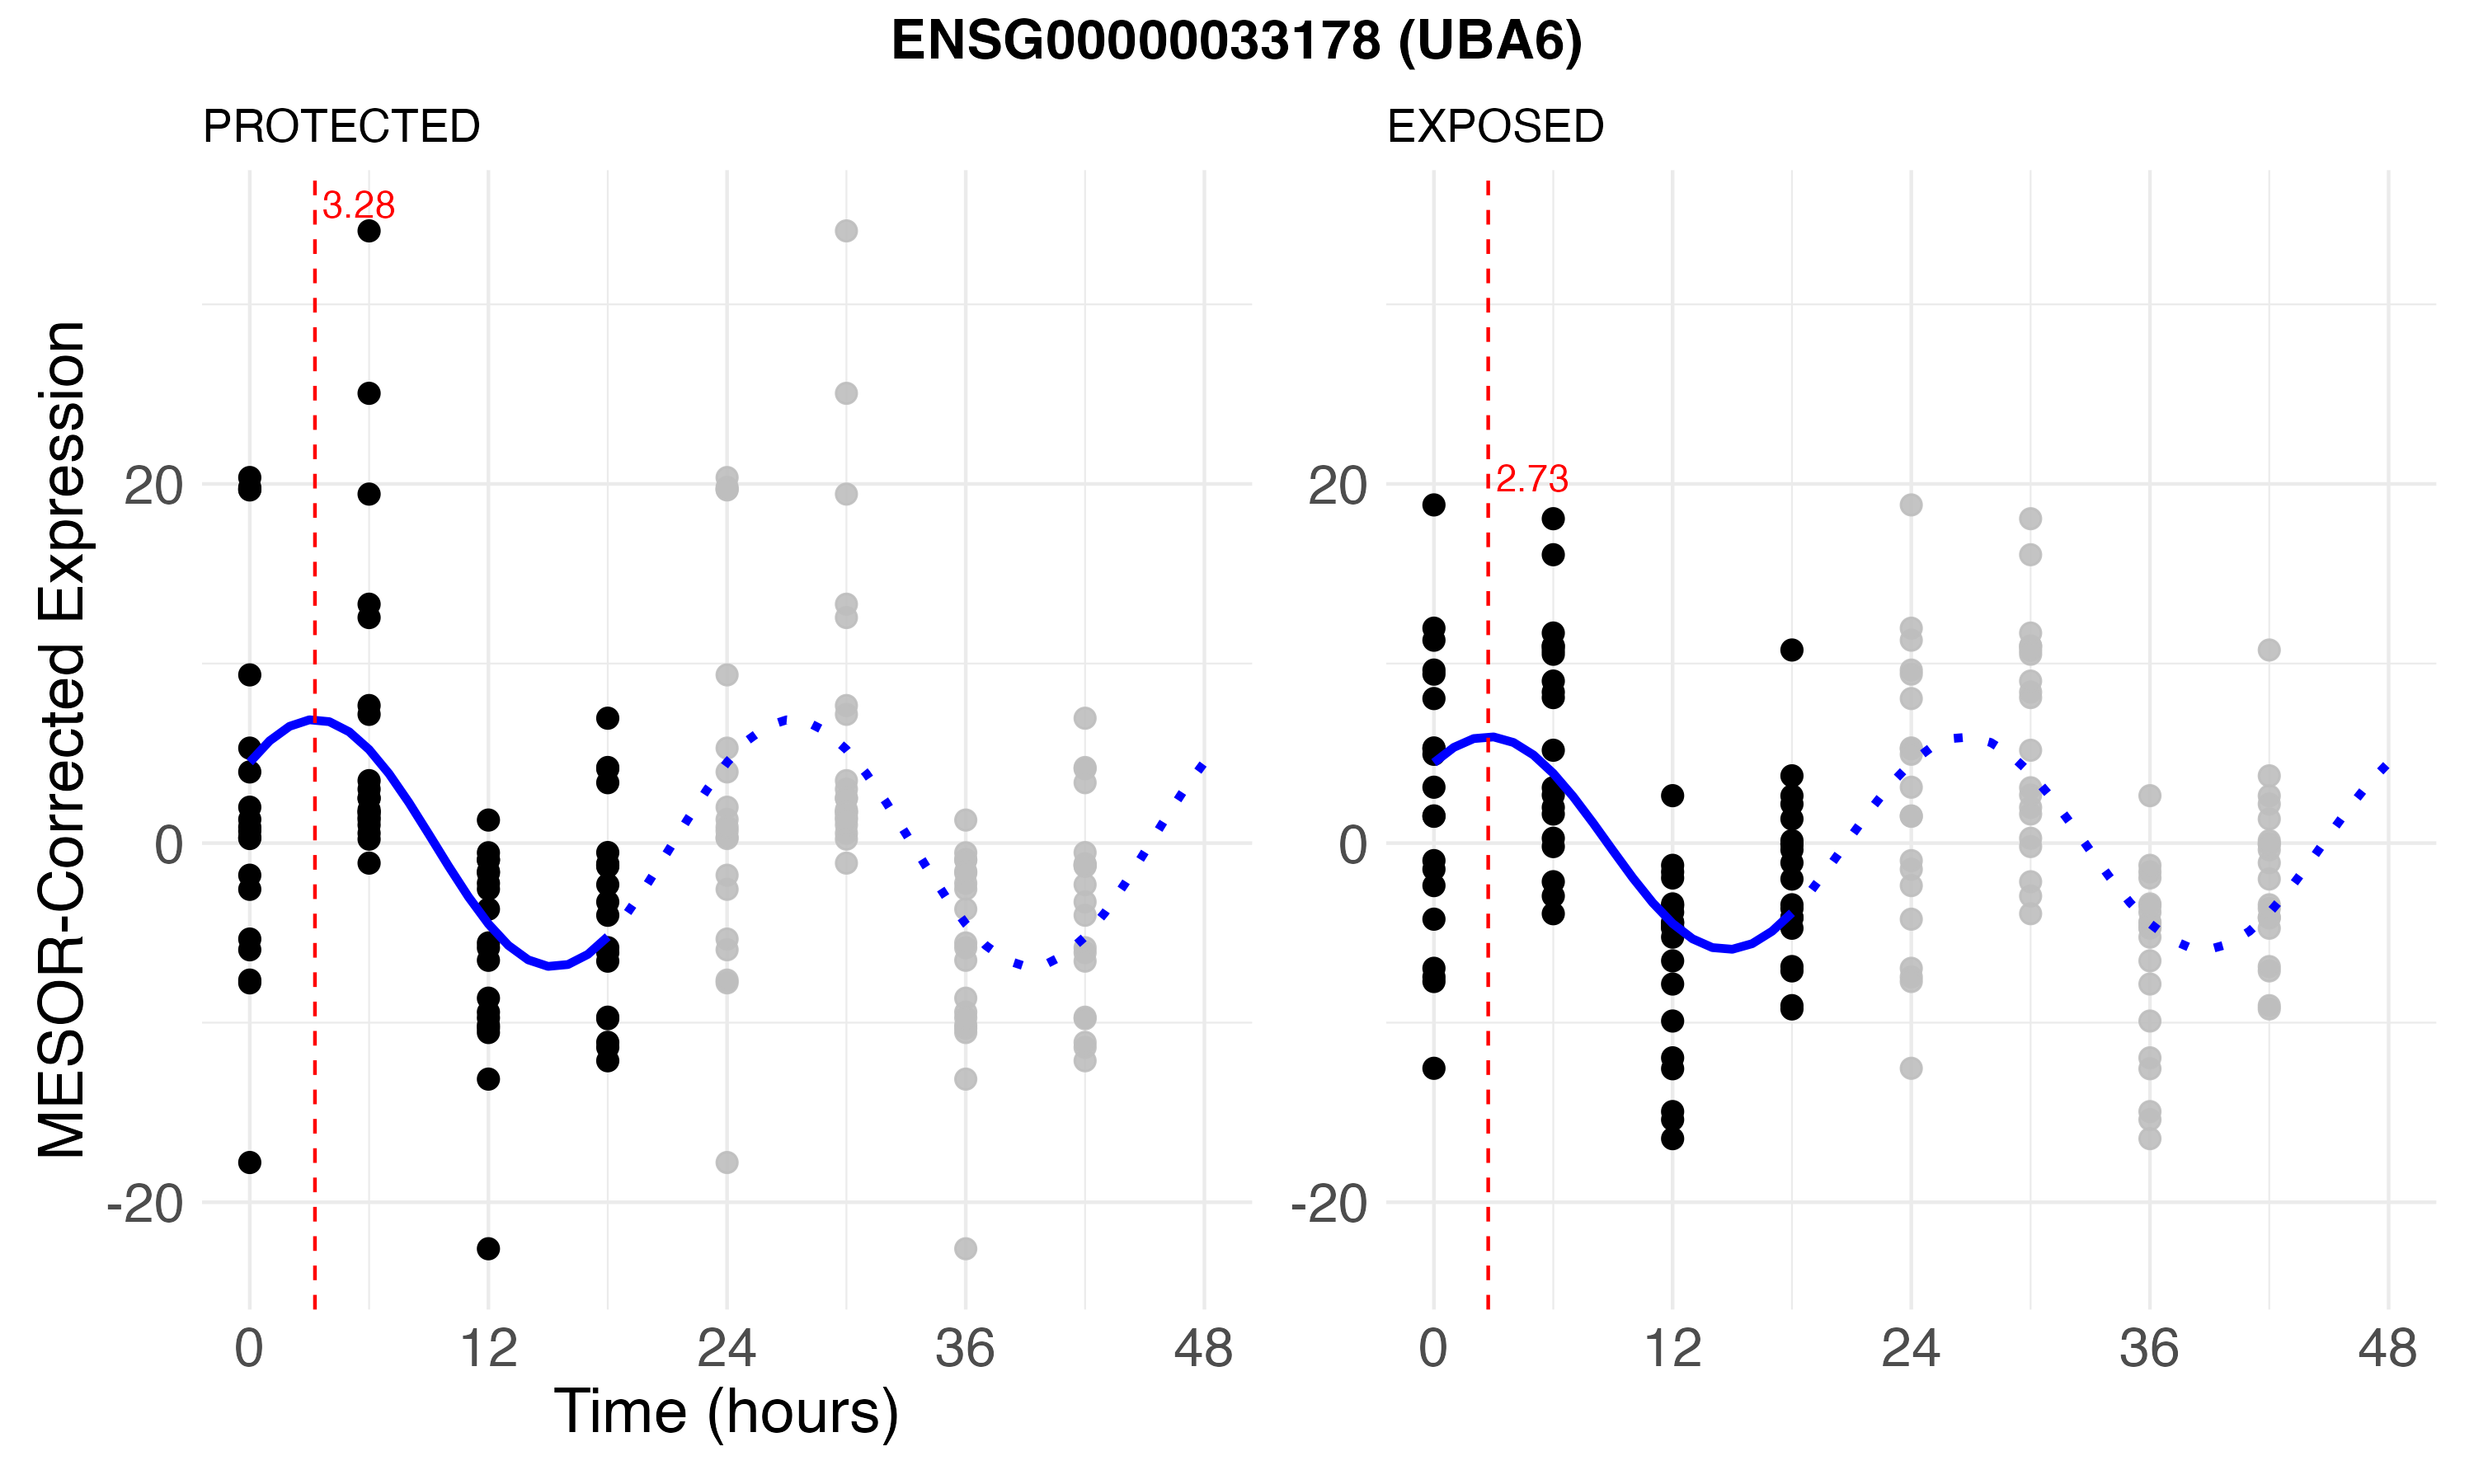 ENSG00000033178 (UBA6)
PROTECTED
EXPOSED
3.28
2.73
MESOR-Corrected Expression
20
0
-20
20
0
-20
0 12 24 36 48
0 12 24 36 48
Time (hours)